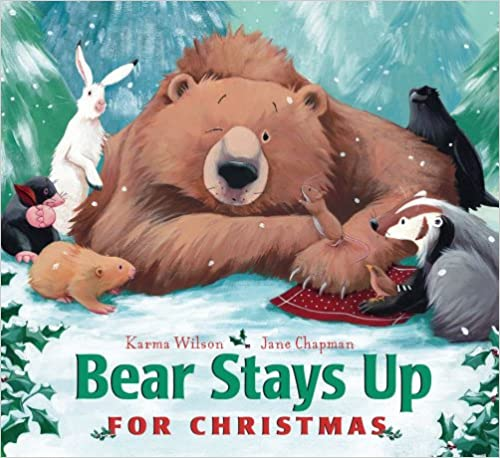 Karma Wilson Jane Chapman
Bear Stays Up
FOR CHRISTMAS